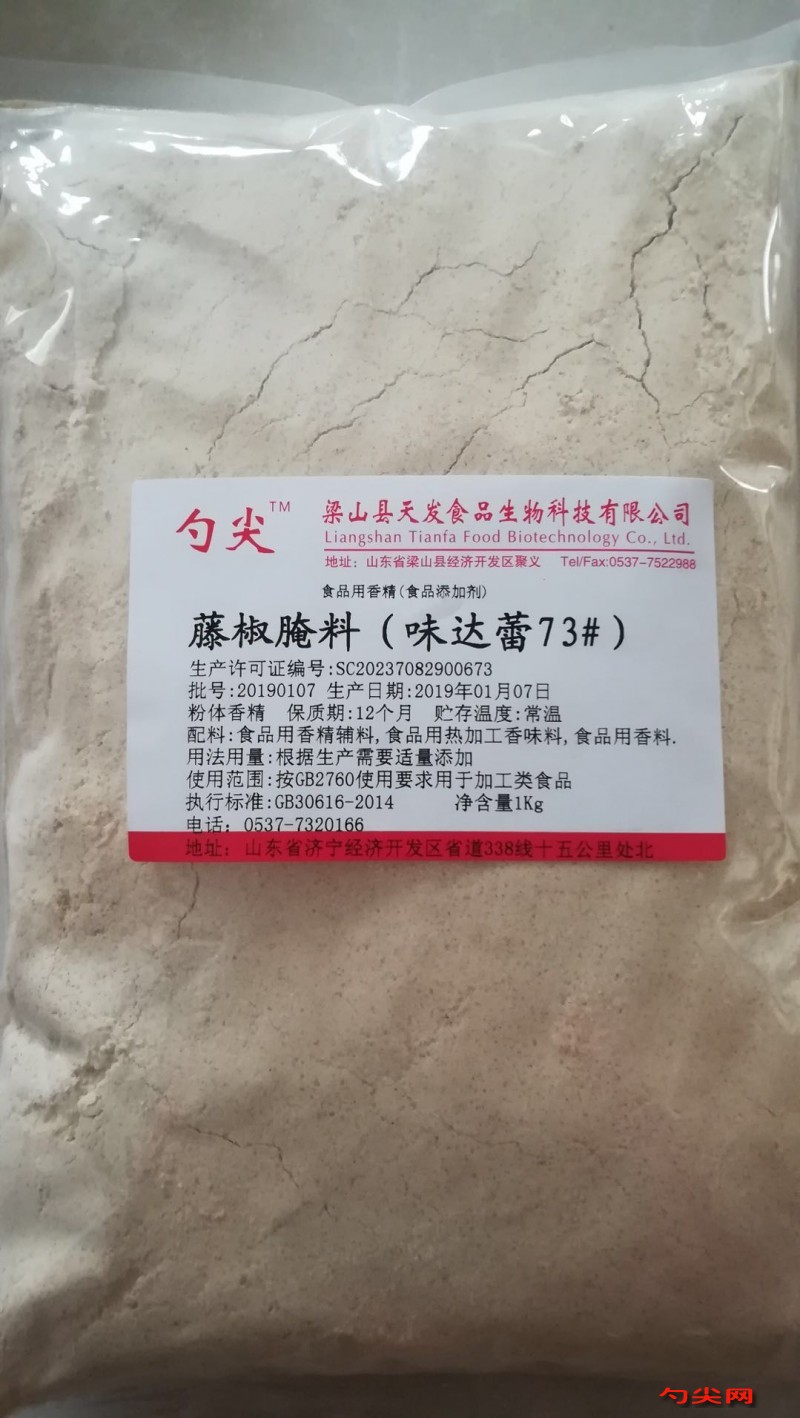 勺尖TM
梁山县天发食品生物科技有限公司
Liangshan Tianfa Food Biotechnology Co., Ltd.
地址：山东省梁山县经济开发区聚义 Tel/Fax:0537-7522988
食品用香精(食品添加剂)
藤椒腌料(味达蕾73#)
生产许可证编号:SC20237082900673
批号:20190107 生产日期:2019年01月07日
粉体香精 保质期:12个月 贮存温度:常温
配料:食品用香精辅料,食品用热加工香味料,食品用香料.
用法用量:根据生产需要适量添加
使用范围:按GB2760使用要求用于加工类食品
执行标准:GB30616-2014 净含量1Kg
电话：0537-7320166
地址：山东省济宁经济开发区省道338线十五公里处北
勺尖网